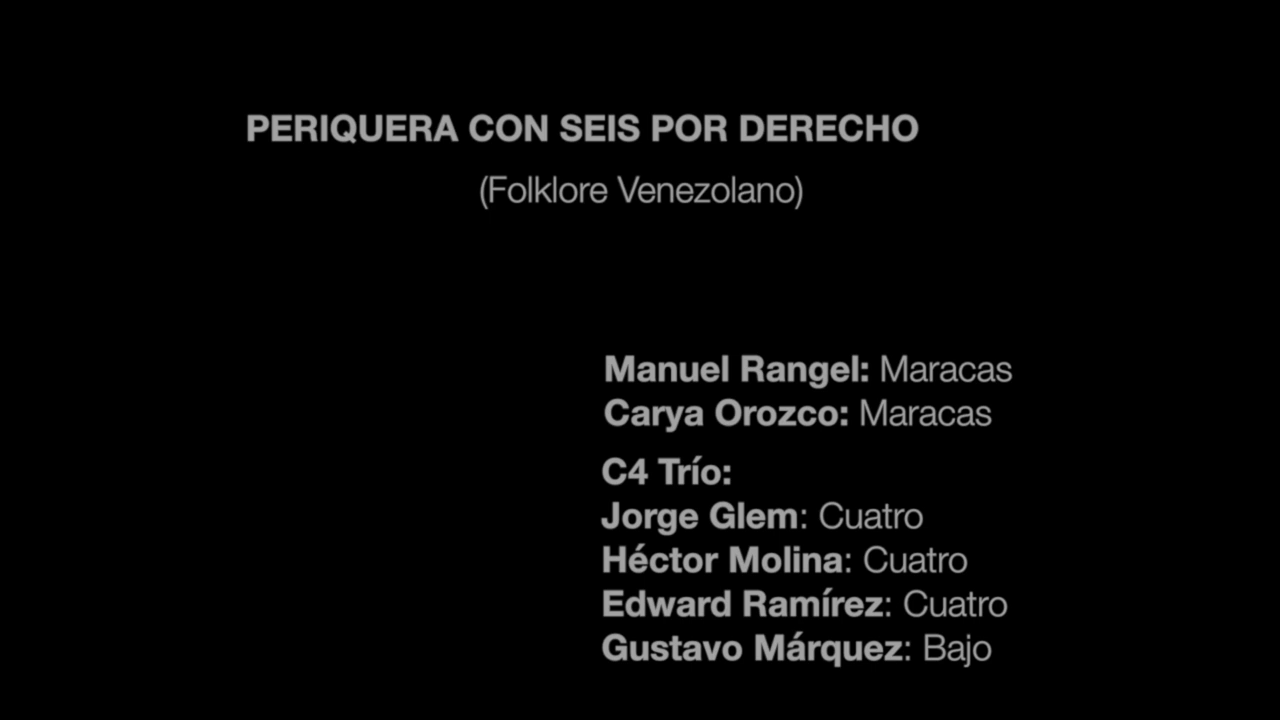 PERIQUERA CON SEIS POR DERECHO
(Folklore Venezolano)
Manuel Rangel: Maracas
Carya Orozco: Maracas
C4 Trío:
Jorge Glem: Cuatro
Héctor Molina: Cuatro
Edward Ramírez: Cuatro
Gustavo Márquez: Bajo